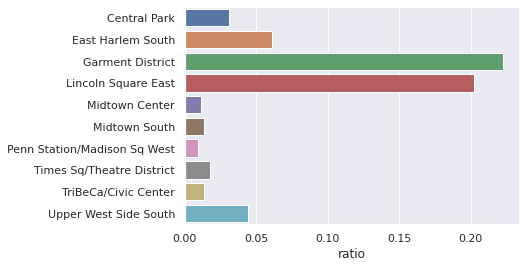 Central Park
East Harlem South
Garment District
Lincoln Square East
Midtown Center
Midtown South
Penn Station/Madison Sq West
Times Sq/Theatre District
TriBeCa/Civic Center
Upper West Side South
0.00 0.05 0.10 0.15 0.20
ratio